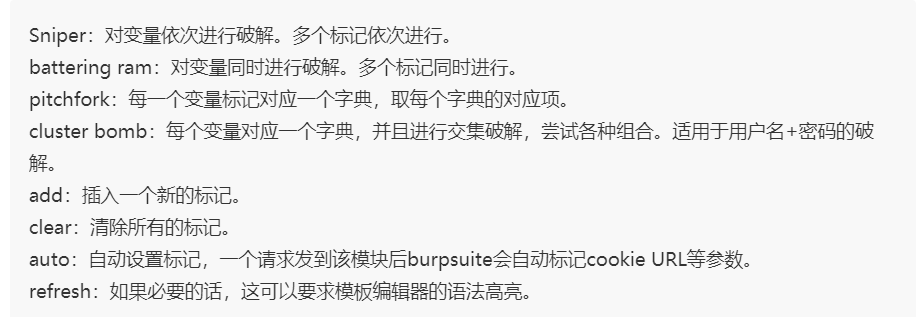 Sniper：对变量依次进行破解。多个标记依次进行。
battering ram：对变量同时进行破解。多个标记同时进行。
pitchfork：每一个变量标记对应一个字典，取每个字典的对应项。
cluster bomb：每个变量对应一个字典，并且进行交集破解，尝试各种组合。适用于用户名+密码的破
解。
add：插入一个新的标记。
clear：清除所有的标记。
auto：自动设置标记，一个请求发到该模块后burpsuite会自动标记cookie URL等参数。
refresh：如果必要的话，这可以要求模板编辑器的语法高亮。